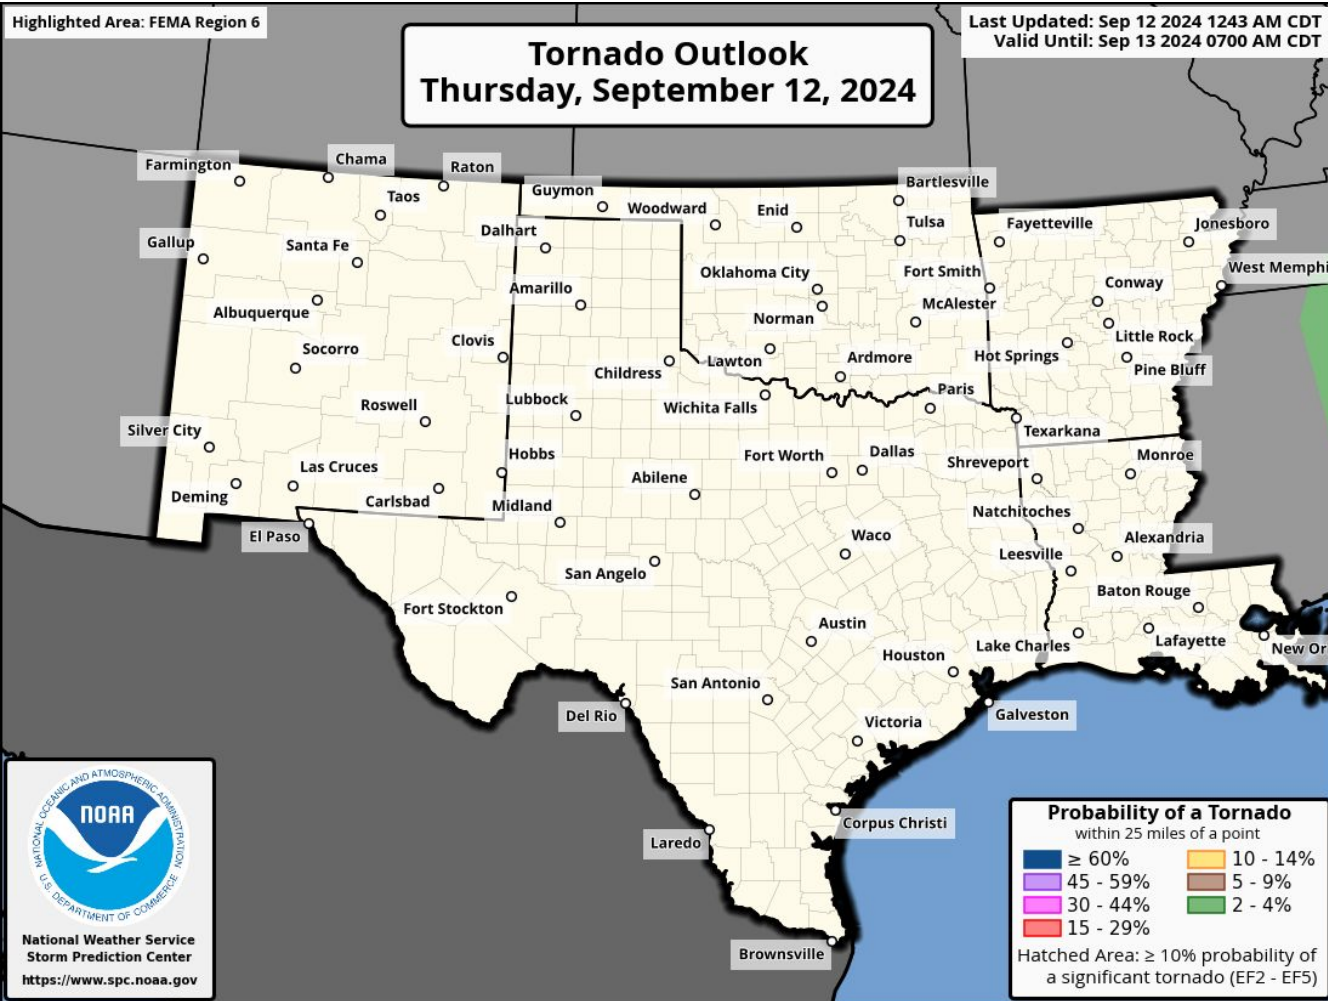 Highlighted Area: FEMA Region 6
Last Updated: Sep 12 2024 1243 AM CDT
Valid Until: Sep 13 2024 0700 AM CDT
Tornado Outlook
Thursday, September 12, 2024
Farmington
Chama
Raton
Taos
Guymon
Woodward
Enid
Bartlesville
Tulsa
Fayetteville
Jonesboro
Gallup
Santa Fe
Dalhart
Oklahoma City
Fort Smith
West Memphi
Albuquerque
Amarillo
Norman
McAlester
Conway
Socorro
Clovis
Childress
Lawton
Ardmore
Hot Springs
Little Rock
Pine Bluff
Roswell
Lubbock
Wichita Falls
Paris
Texarkana
Silver City
Las Cruces
Hobbs
Abilene
Fort Worth
Dallas
Shreveport
Monroe
Deming
Carlsbad
Midland
Natchitoches
El Paso
San Angelo
Waco
Leesville
Alexandria
Fort Stockton
Baton Rouge
Austin
Houston
Lake Charles
Lafayette
New Or
San Antonio
Del Rio
Victoria
Galveston
Corpus Christi
Laredo
Brownsville
NATIONAL OCEANIC AND ATMOSPHERIC ADMINISTRATION
NOAA
U.S. DEPARTMENT OF COMMERCE
National Weather Service
Storm Prediction Center
https://www.spc.noaa.gov
Probability of a Tornado
within 25 miles of a point
≥ 60%
45 - 59%
30 - 44%
15 - 29%
10 - 14%
5 - 9%
2 - 4%
Hatched Area: ≥ 10% probability of
a significant tornado (EF2 - EF5)